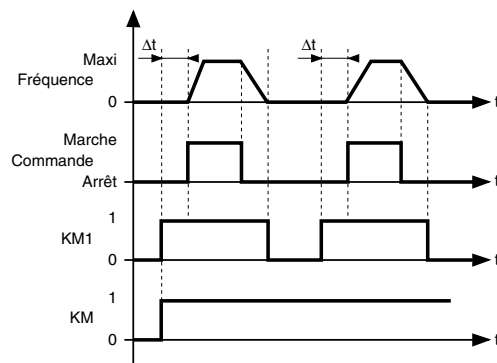 Δt Δt
Maxi
Fréquence
0 t
Marche
Commande
Arrêt t
1
KM1
0 t
1
KM
0 t